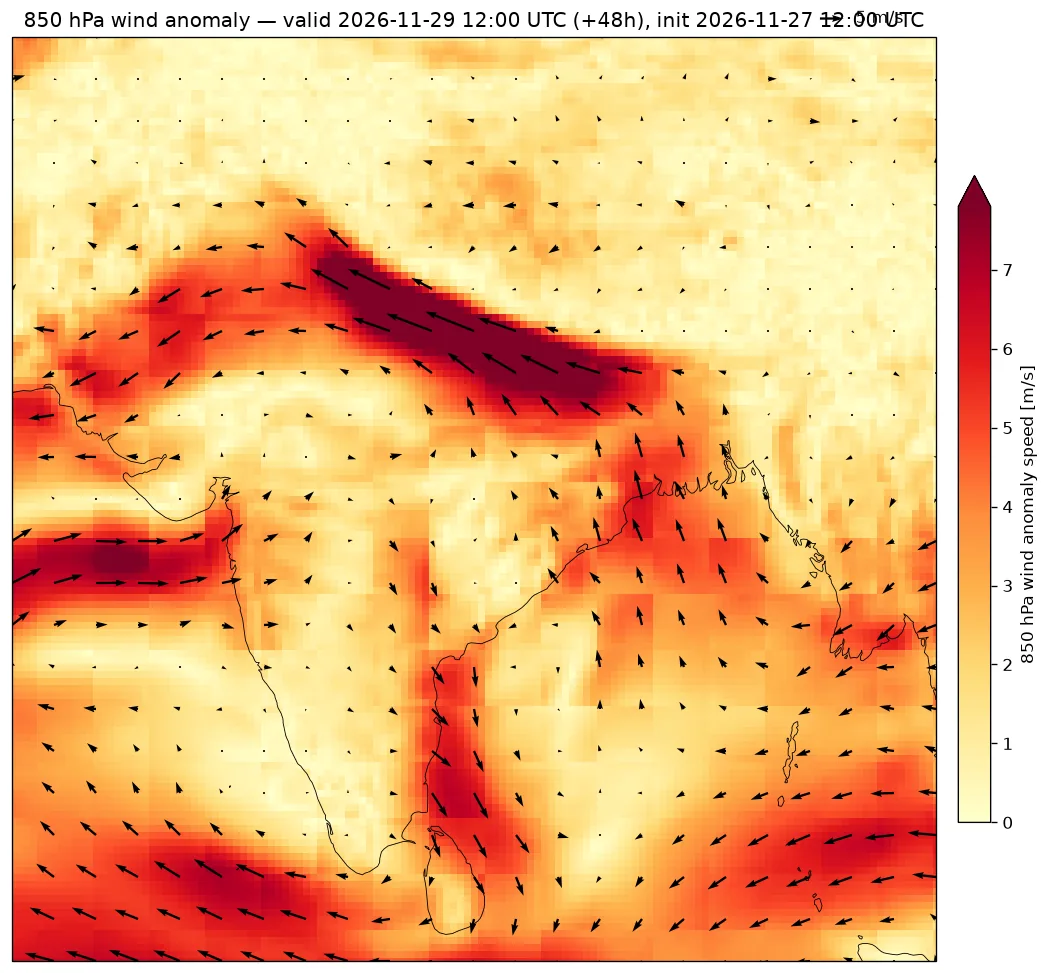 850 hPa wind anomaly — valid 2026-11-29 12:00 UTC (+48h), init 2026-11-27 12:00 UTC
5 m/s
7
6
5
4
3
2
1
0
850 hPa wind anomaly speed [m/s]